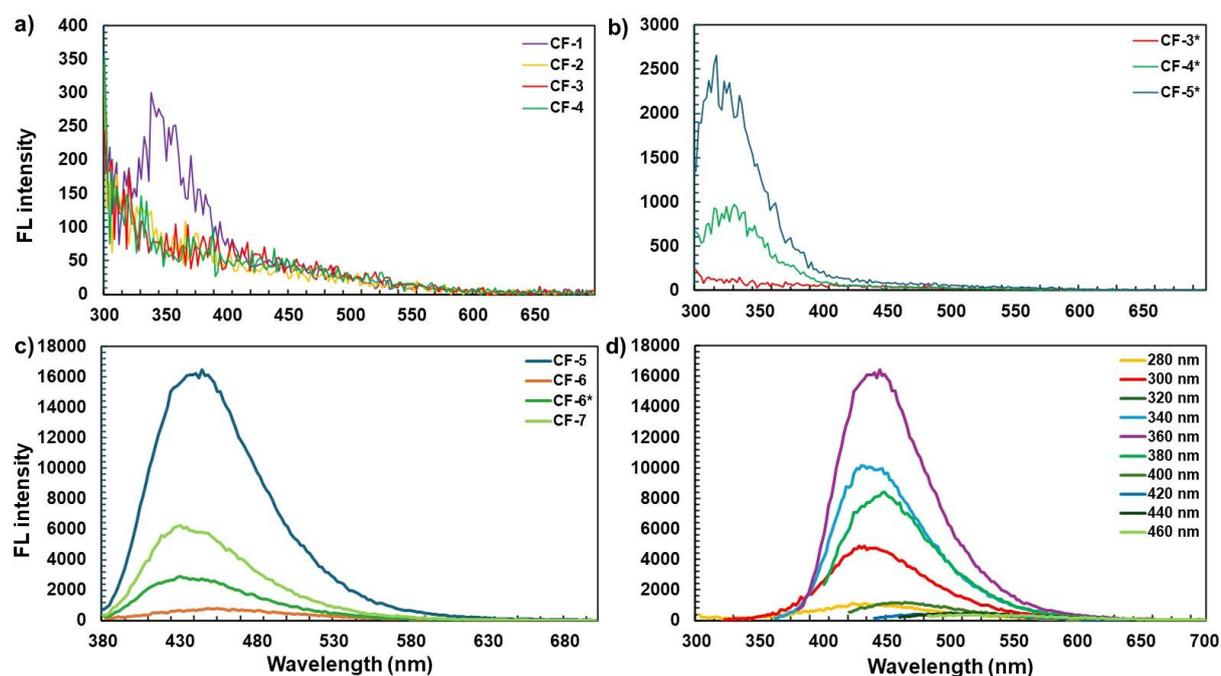 a)
FL intensity
400
350
300
250
200
150
100
50
0
300 350 400 450 500 550 600 650
CF-1
CF-2
CF-3
CF-4
b)
3000
2500
2000
1500
1000
500
0
300 350 400 450 500 550 600 650
CF-3*
CF-4*
CF-5*
c)
FL intensity
18000
16000
14000
12000
10000
8000
6000
4000
2000
0
380 430 480 530 580 630 680
Wavelength (nm)
CF-5
CF-6
CF-6*
CF-7
d)
18000
16000
14000
12000
10000
8000
6000
4000
2000
0
300 350 400 450 500 550 600 650 700
Wavelength (nm)
280 nm
300 nm
320 nm
340 nm
360 nm
380 nm
400 nm
420 nm
440 nm
460 nm